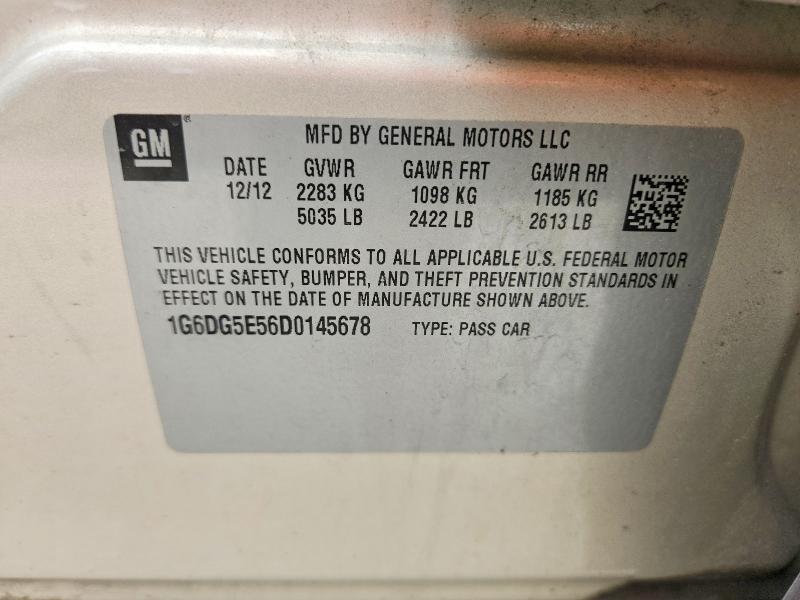 GM
MFD BY GENERAL MOTORS LLC
DATE GVWR GAWR FRT GAWR RR
12/12 2283 KG 1098 KG 1185 KG
5035 LB 2422 LB 2613 LB
THIS VEHICLE CONFORMS TO ALL APPLICABLE U.S. FEDERAL MOTOR
VEHICLE SAFETY, BUMPER, AND THEFT PREVENTION STANDARDS IN
EFFECT ON THE DATE OF MANUFACTURE SHOWN ABOVE.
1G6DG5E56D0145678 TYPE: PASS CAR